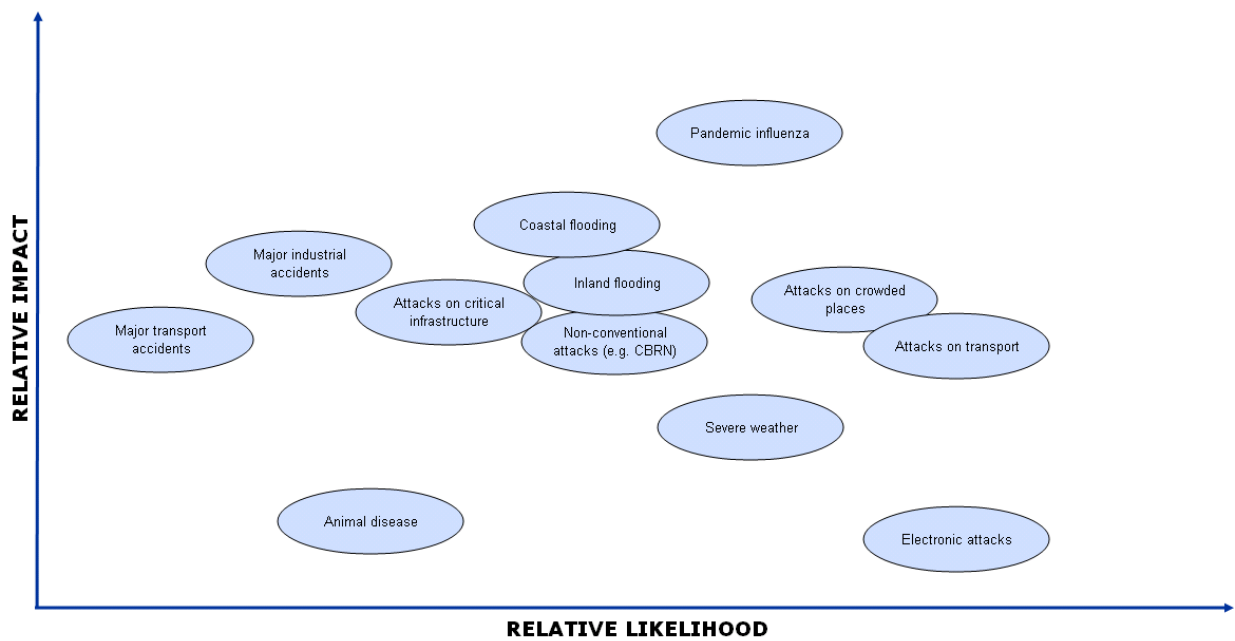 RELATIVE IMPACT
Pandemic influenza
Coastal flooding
Major industrial
accidents
Inland flooding
Attacks on critical
infrastructure
Attacks on crowded
places
Major transport
accidents
Non-conventional
attacks (e.g. CBRN)
Attacks on transport
Severe weather
Animal disease
Electronic attacks
RELATIVE LIKELIHOOD